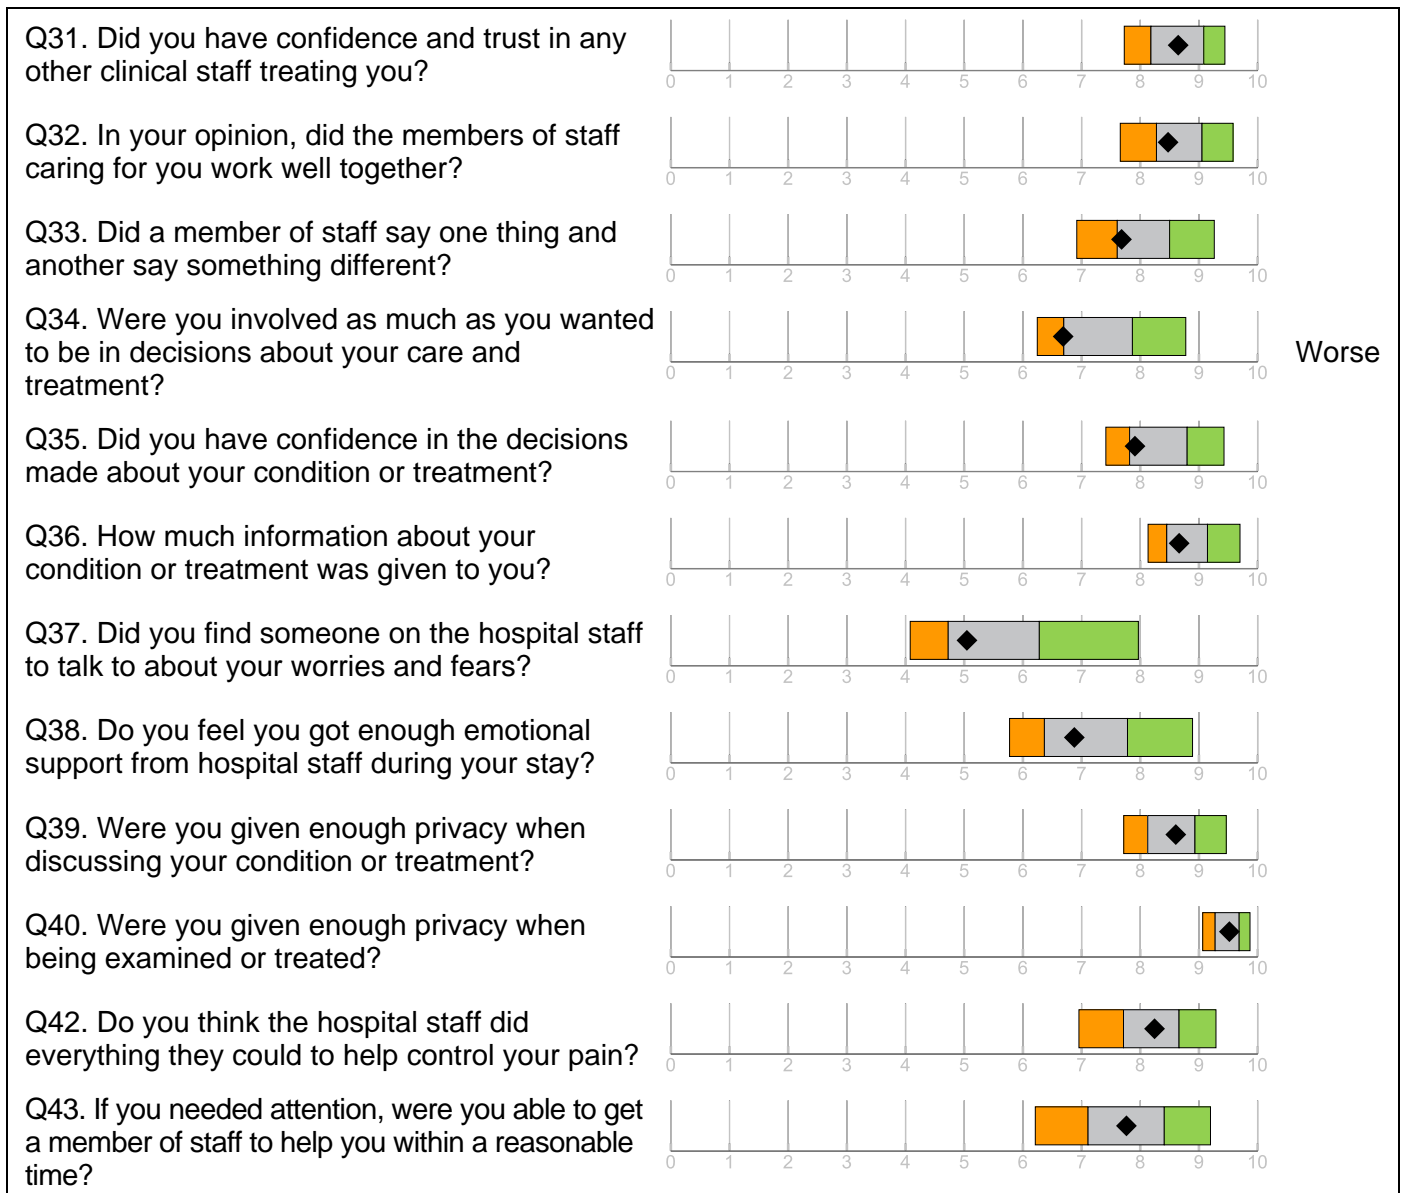 Q31. Did you have confidence and trust in any
other clinical staff treating you?
0 1 2 3 4 5 6 7 8 9 10
Q32. In your opinion, did the members of staff
caring for you work well together?
0 1 2 3 4 5 6 7 8 9 10
Q33. Did a member of staff say one thing and
another say something different?
0 1 2 3 4 5 6 7 8 9 10
Q34. Were you involved as much as you wanted
to be in decisions about your care and
treatment?
0 1 2 3 4 5 6 7 8 9 10
Worse
Q35. Did you have confidence in the decisions
made about your condition or treatment?
0 1 2 3 4 5 6 7 8 9 10
Q36. How much information about your
condition or treatment was given to you?
0 1 2 3 4 5 6 7 8 9 10
Q37. Did you find someone on the hospital staff
to talk to about your worries and fears?
0 1 2 3 4 5 6 7 8 9 10
Q38. Do you feel you got enough emotional
support from hospital staff during your stay?
0 1 2 3 4 5 6 7 8 9 10
Q39. Were you given enough privacy when
discussing your condition or treatment?
0 1 2 3 4 5 6 7 8 9 10
Q40. Were you given enough privacy when
being examined or treated?
0 1 2 3 4 5 6 7 8 9 10
Q42. Do you think the hospital staff did
everything they could to help control your pain?
0 1 2 3 4 5 6 7 8 9 10
Q43. If you needed attention, were you able to get
a member of staff to help you within a reasonable
time?
0 1 2 3 4 5 6 7 8 9 10